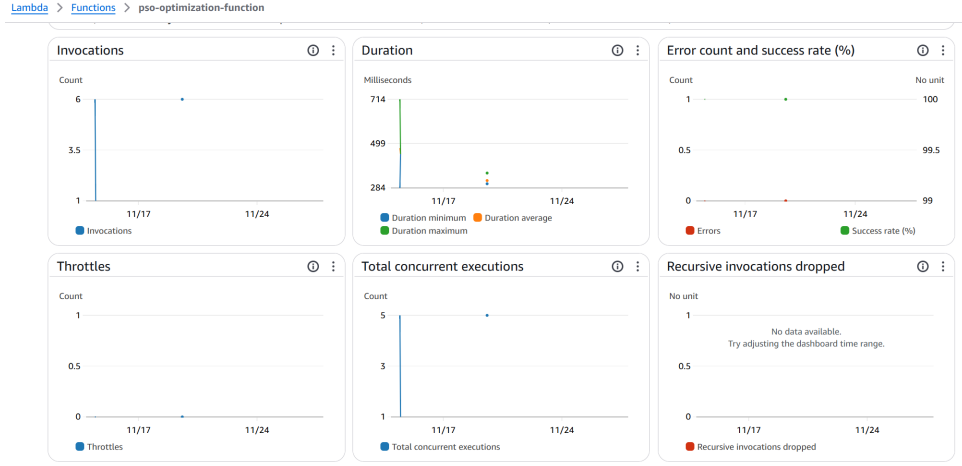 Lambda > Functions > pso-optimization-function
Invocations
Count
6
3.5
1
11/17 11/24
Invocations
Duration
Milliseconds
714
499
284
11/17 11/24
Duration minimum Duration average
Duration maximum
Error count and success rate (%)
Count No unit
1 100
0.5 99.5
0 99
11/17 11/24
Errors Success rate (%)
Throttles
Count
1
0.5
0
11/17 11/24
Throttles
Total concurrent executions
Count
5
3
1
11/17 11/24
Total concurrent executions
Recursive invocations dropped
No unit
1
No data available.
Try adjusting the dashboard time range.
0.5
0
11/17 11/24
Recursive invocations dropped